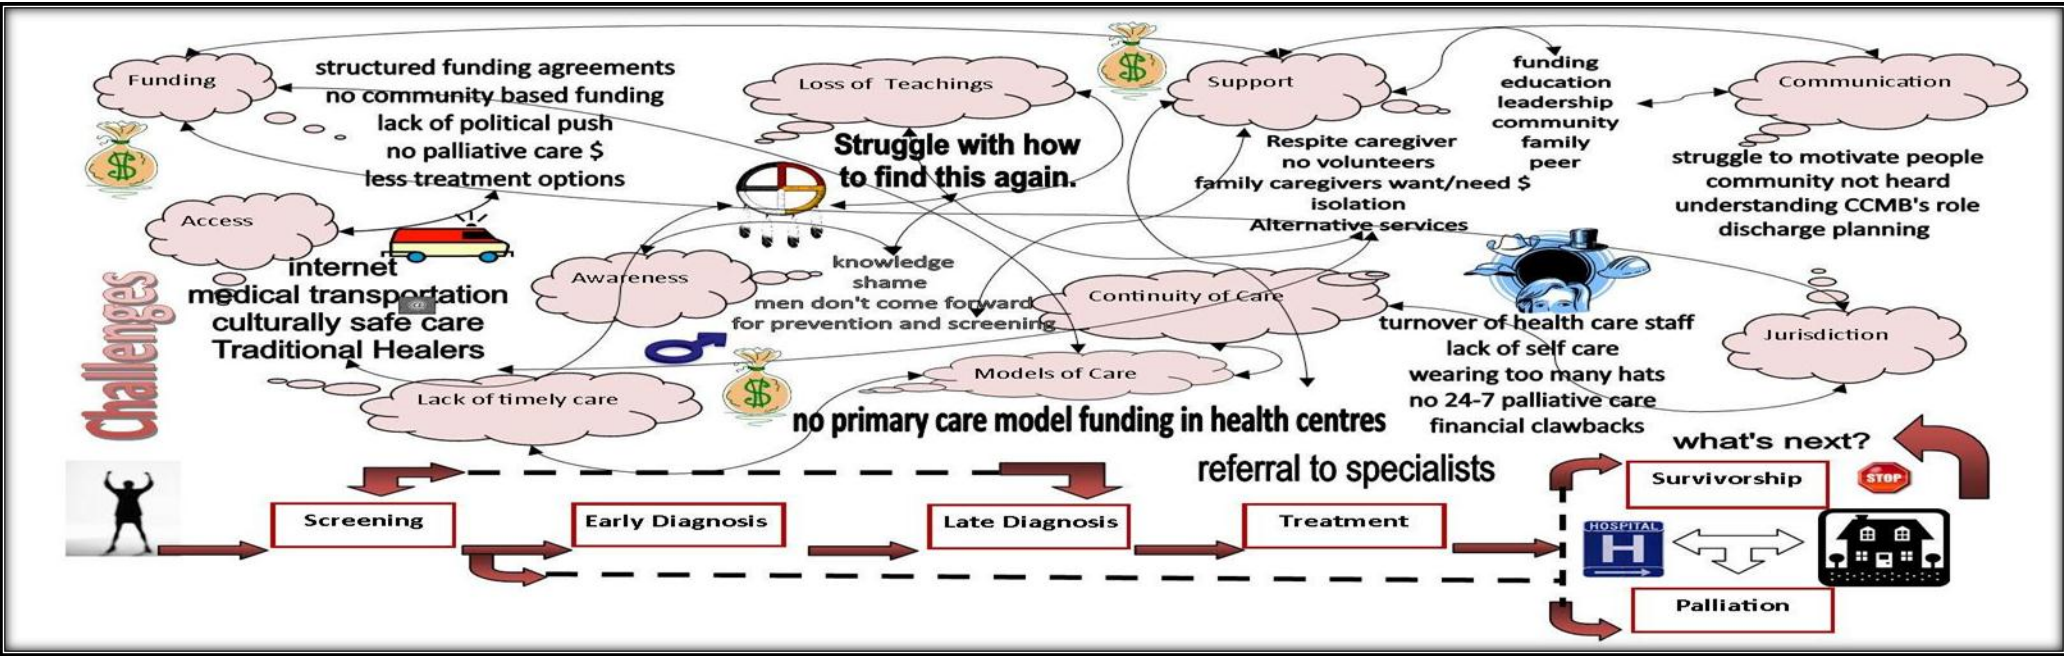 Funding
structured funding agreements
no community based funding
lack of political push
no palliative care $
less treatment options
$
Loss of Teachings
Struggle with how
to find this again.
$
Support
funding
education
leadership
community
family
peer
Respite caregiver
no volunteers
family caregivers want/need $
isolation
Alternative services
Communication
struggle to motivate people
community not heard
understanding CCMB's role
discharge planning
Access
internet
medical transportation
@
culturally safe care
Traditional Healers
Challenges
Awareness
knowledge
shame
men don't come forward
for prevention and screening
Continuity of Care
turnover of health care staff
lack of self care
wearing too many hats
no 24-7 palliative care
financial clawbacks
Jurisdiction
Lack of timely care
$
Models of Care
no primary care model funding in health centres
referral to specialists
what's next?
Screening
Early Diagnosis
Late Diagnosis
Treatment
Survivorship
STOP
HOSPITAL
H
Palliation